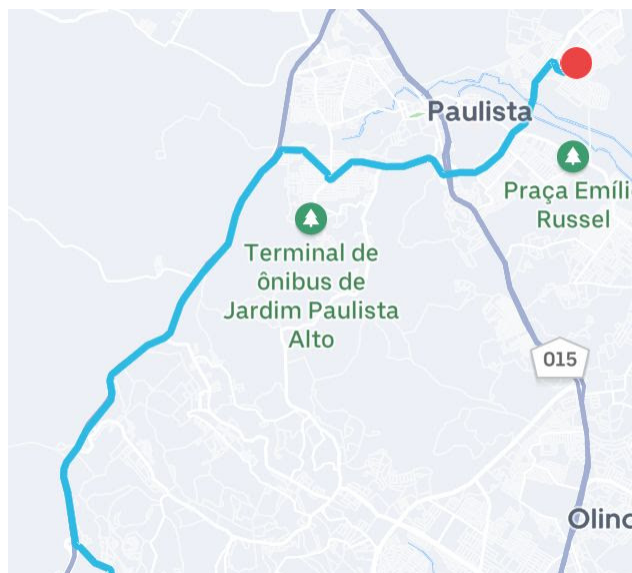 Paulista
Praça Emíli
Russel
Terminal de
ônibus de
Jardim Paulista
Alto
015
Olinc